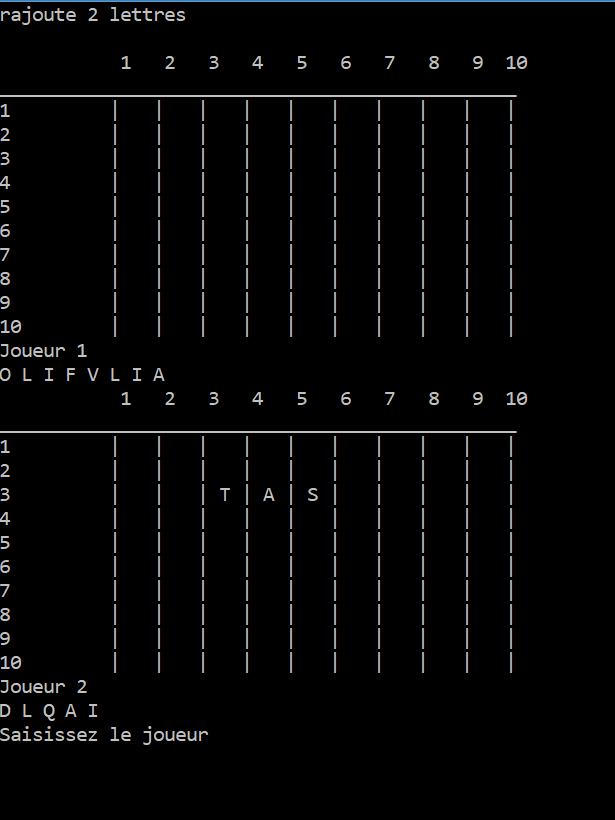 rajoute 2 lettres
1 2 3 4 5 6 7 8 9 10
1 | | | | | | | | | |
2 | | | | | | | | | |
3 | | | | | | | | | |
4 | | | | | | | | | |
5 | | | | | | | | | |
6 | | | | | | | | | |
7 | | | | | | | | | |
8 | | | | | | | | | |
9 | | | | | | | | | |
10 | | | | | | | | | |
Joueur 1
O L I F V L I A
1 2 3 4 5 6 7 8 9 10
1 | | | | | | | | | |
2 | | | | | | | | | |
3 | | | T | A | S | | | | |
4 | | | | | | | | | |
5 | | | | | | | | | |
6 | | | | | | | | | |
7 | | | | | | | | | |
8 | | | | | | | | | |
9 | | | | | | | | | |
10 | | | | | | | | | |
Joueur 2
D L Q A I
Saisissez le joueur